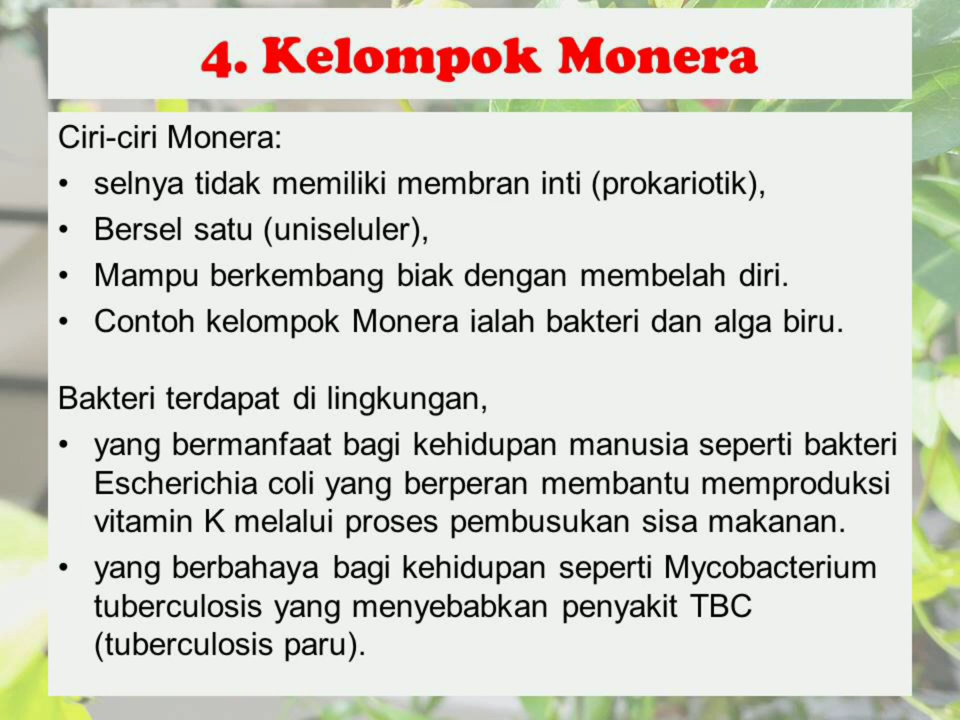 4. Kelompok Monera
Ciri-ciri Monera:
• selnya tidak memiliki membran inti (prokariotik),
• Bersel satu (uniseluler),
• Mampu berkembang biak dengan membelah diri.
• Contoh kelompok Monera ialah bakteri dan alga biru.
Bakteri terdapat di lingkungan,
• yang bermanfaat bagi kehidupan manusia seperti bakteri
Escherichia coli yang berperan membantu memproduksi
vitamin K melalui proses pembusukan sisa makanan.
• yang berbahaya bagi kehidupan seperti Mycobacterium
tuberculosis yang menyebabkan penyakit TBC
(tuberculosis paru).